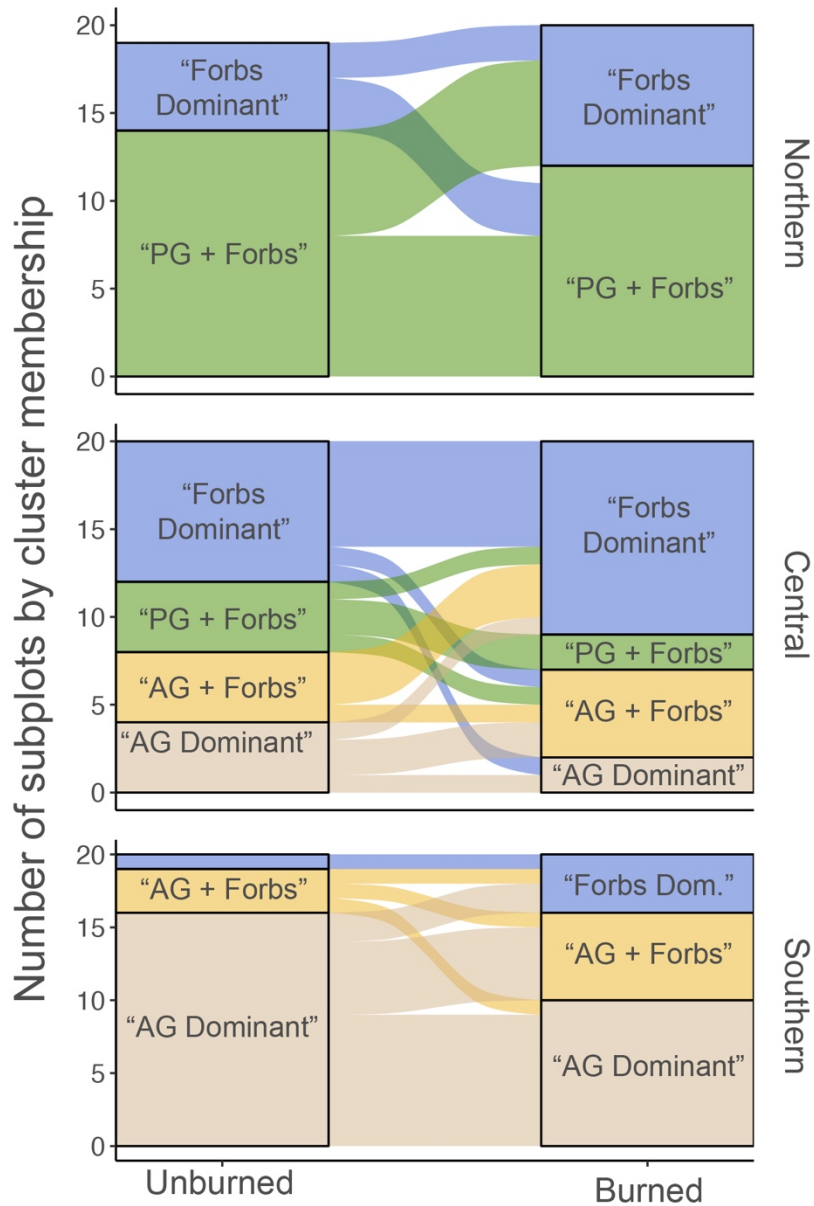 Number of subplots by cluster membership
20
15
10
5
0
“Forbs
Dominant”
“PG + Forbs”
“Forbs
Dominant”
“PG + Forbs”
Northern
20
15
10
5
0
“Forbs
Dominant”
“PG + Forbs”
“AG + Forbs”
“AG Dominant”
“Forbs
Dominant”
“PG + Forbs”
“AG + Forbs”
“AG Dominant”
Central
20
15
10
5
0
“AG + Forbs”
“AG Dominant”
“Forbs Dom.”
“AG + Forbs”
“AG Dominant”
Southern
Unburned
Burned